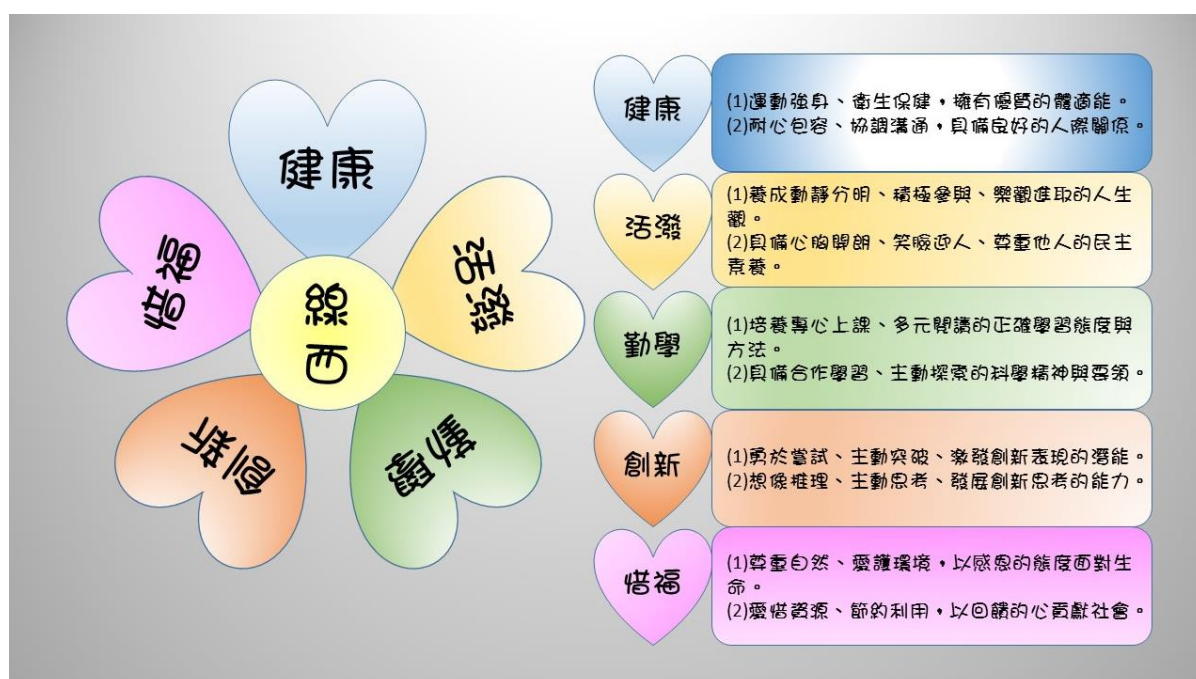 健康
活潑
勤學
創新
惜福
線
西
健康
(1)運動強身、衛生保健，擁有優質的體適能。
(2)耐心包容、協調溝通，具備良好的人際關係。
活潑
(1)養成動靜分明、積極參與、樂觀進取的人生
觀。
(2)具備心胸開朗、笑臉迎人、尊重他人的民主
素養。
勤學
(1)培養專心上課、多元閱讀的正確學習態度與
方法。
(2)具備合作學習、主動探索的科學精神與要領。
創新
(1)勇於嘗試、主動突破、激發創新表現的潛能。
(2)想像推理、主動思考、發展創新思考的能力。
惜福
(1)尊重自然、愛護環境，以感恩的態度面對生
命。
(2)愛惜資源、節約利用，以回饋的心貢獻社會。